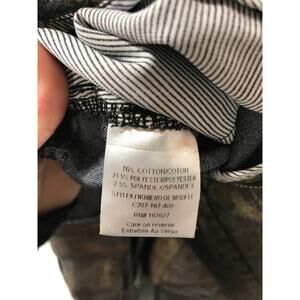 76% COTTON/COTON
21.5% POLYESTER/POLYESTER
2.5% SPANDEX/SPANDEX
STYLE#/NUMERO DE MODELE
C207-167-400
RN# 107677
Care on reverse
Entretien Au Verso